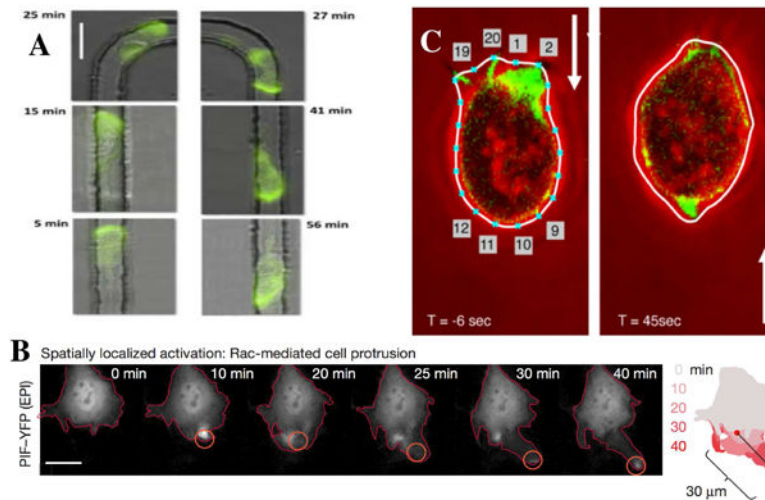 25 min
27 min
A
15 min
41 min
5 min
56 min
C
19
20
1
2
12
11
10
9
T = -6 sec
T = 45sec
B
Spatially localized activation: Rac-mediated cell protrusion
PIF–YFP (EPI)
0 min
10 min
20 min
25 min
30 min
40 min
0 min
10
20
30
40
30 µm